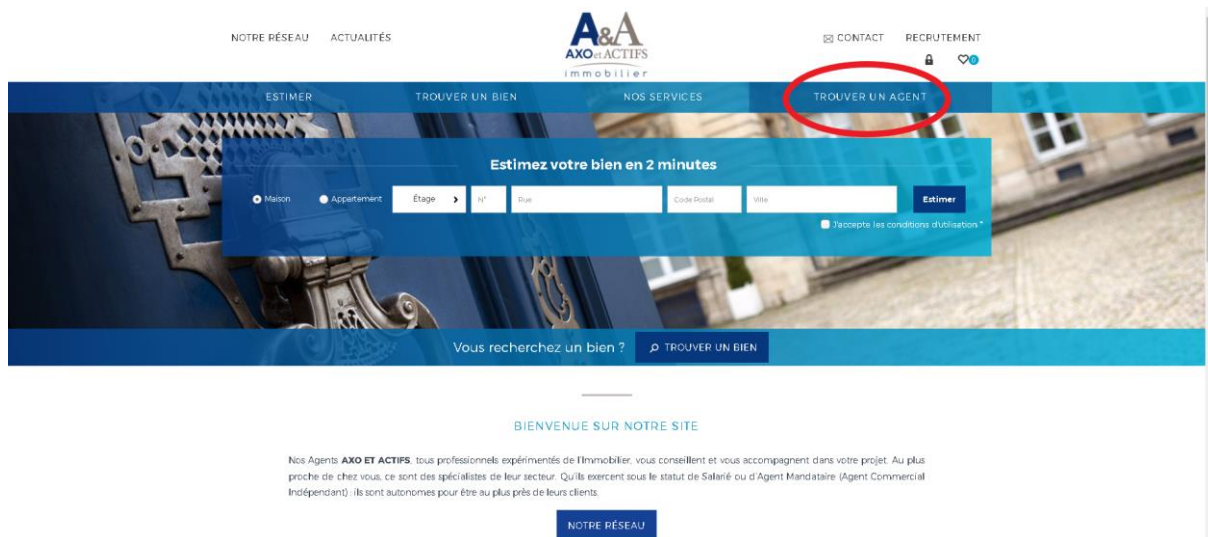 NOTRE RÉSEAU ACTUALITÉS
A&A
AXO et ACTIFS
immobilier
CONTACT RECRUTEMENT
0
ESTIMER TROUVER UN BIEN NOS SERVICES TROUVER UN AGENT
Estimez votre bien en 2 minutes
Maison Appartement Étage N° Rue Code Postal Ville Estimer
J'accepte les conditions d'utilisation *
Vous recherchez un bien ? TROUVER UN BIEN
BIENVENUE SUR NOTRE SITE
Nos Agents AXO ET ACTIFS, tous professionnels expérimentés de l'Immobilier, vous conseillent et vous accompagnent dans votre projet. Au plus
proche de chez vous, ce sont des spécialistes de leur secteur. Qu'ils exercent sous le statut de Salarié ou d'Agent Mandataire (Agent Commercial
Indépendant) : ils sont autonomes pour être au plus près de leurs clients.
NOTRE RÉSEAU